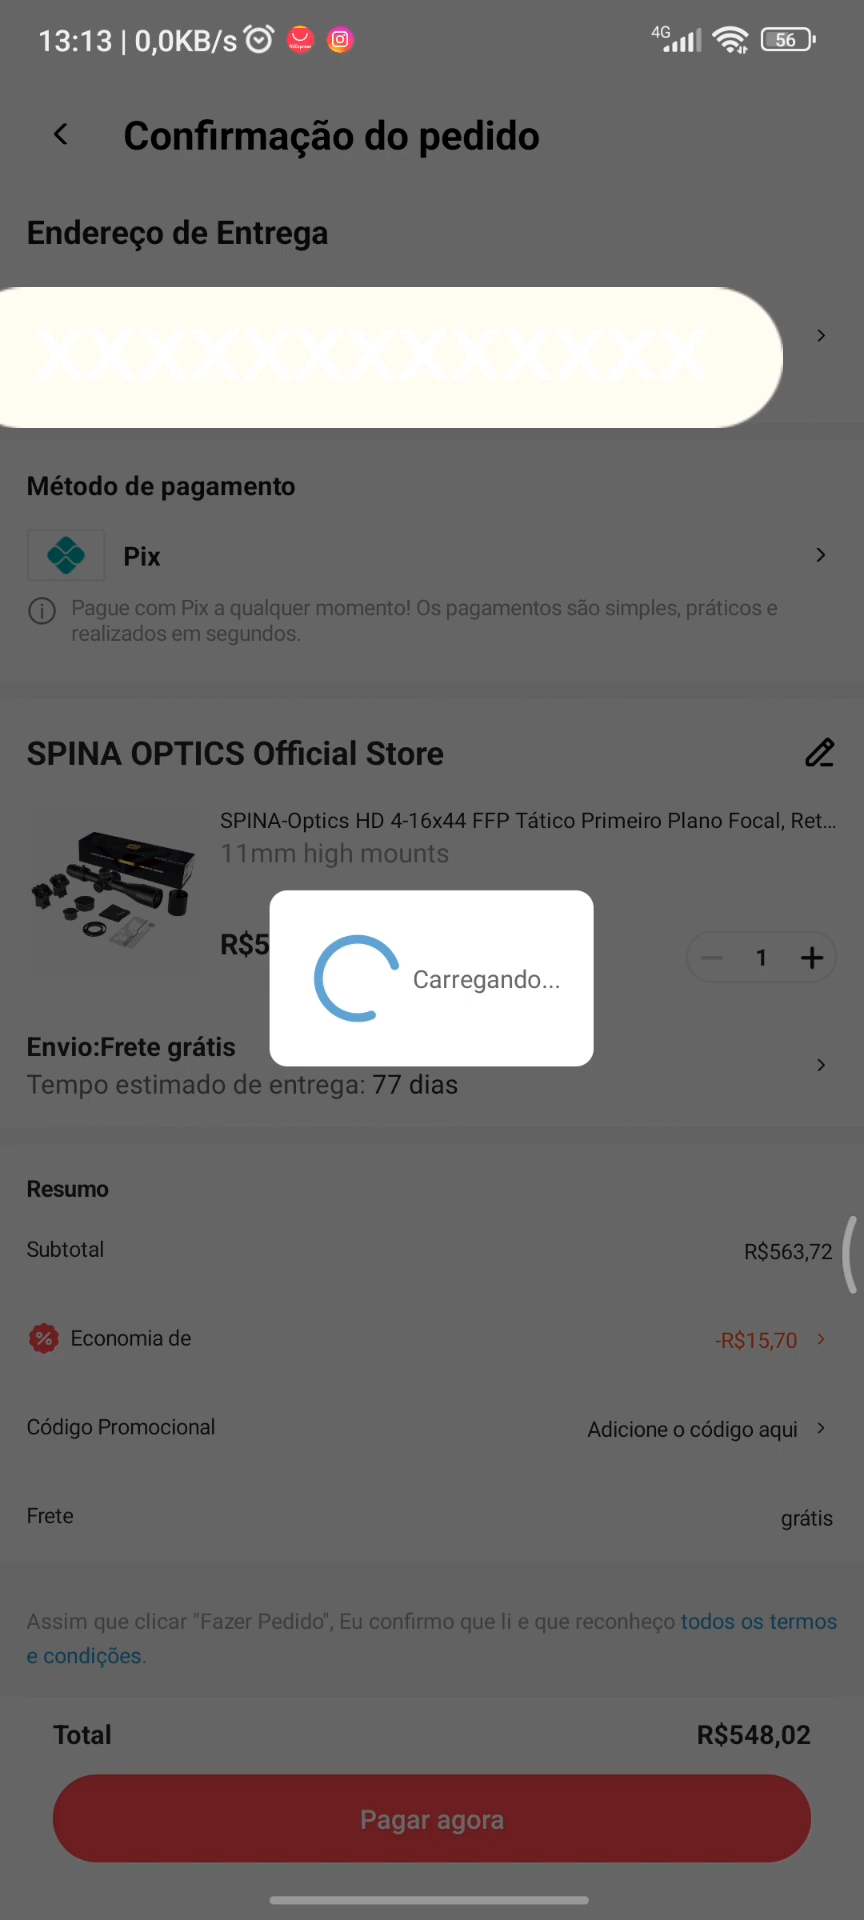 13:13 | 0,0KB/s
4G
56
Confirmação do pedido
Endereço de Entrega
XXXXXXXXXXXXX
Método de pagamento
Pix
Pague com Pix a qualquer momento! Os pagamentos são simples, práticos e
realizados em segundos.
SPINA OPTICS Official Store
SPINA-Optics HD 4-16x44 FFP Tático Primeiro Plano Focal, Ret...
11mm high mounts
R$5
1
Carregando...
Envio:Frete grátis
Tempo estimado de entrega: 77 dias
Resumo
Subtotal
R$563,72
Economia de
-R$15,70
Código Promocional
Adicione o código aqui
Frete
grátis
Assim que clicar "Fazer Pedido", Eu confirmo que li e que reconheço todos os termos
e condições.
Total
R$548,02
Pagar agora